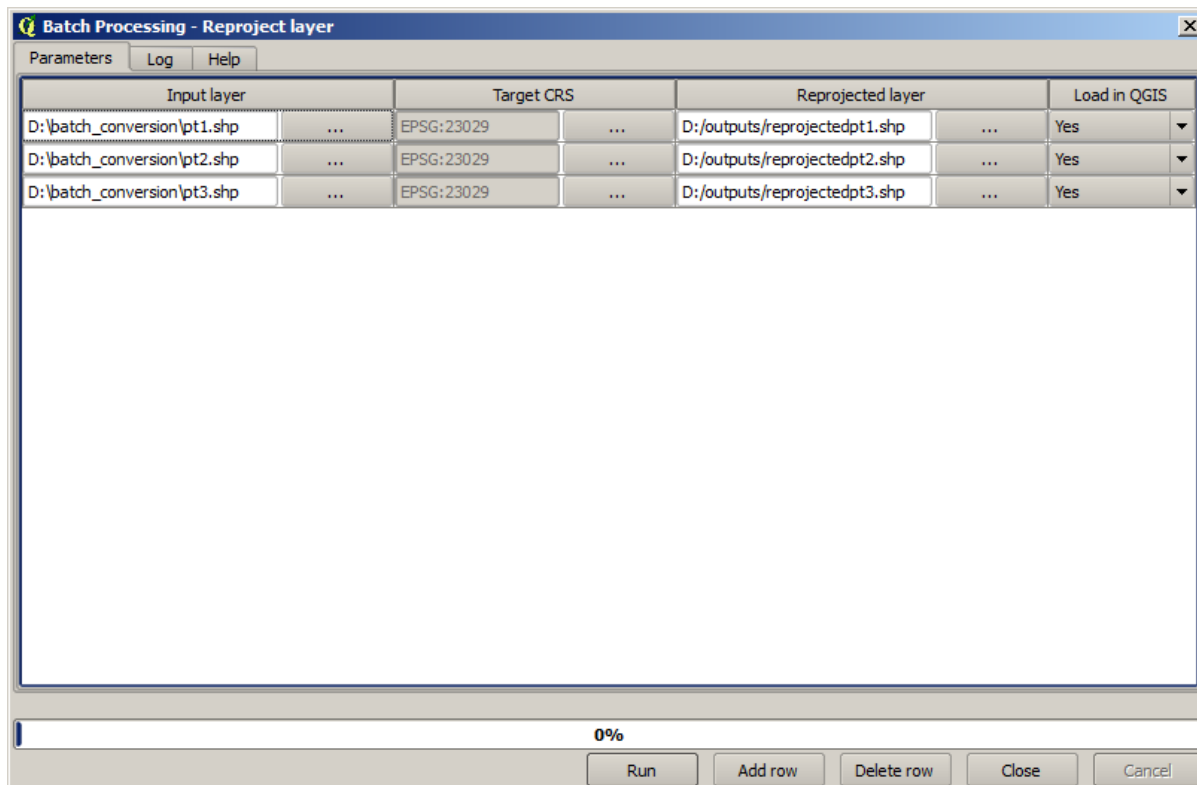 Batch Processing - Reproject layer
Parameters Log Help
Input layer Target CRS Reprojected layer Load in QGIS
D:\batch_conversion\pt1.shp ... EPSG:23029 ... D:/outputs/reprojectedpt1.shp ... Yes
D:\batch_conversion\pt2.shp ... EPSG:23029 ... D:/outputs/reprojectedpt2.shp ... Yes
D:\batch_conversion\pt3.shp ... EPSG:23029 ... D:/outputs/reprojectedpt3.shp ... Yes
0%
Run Add row Delete row Close Cancel